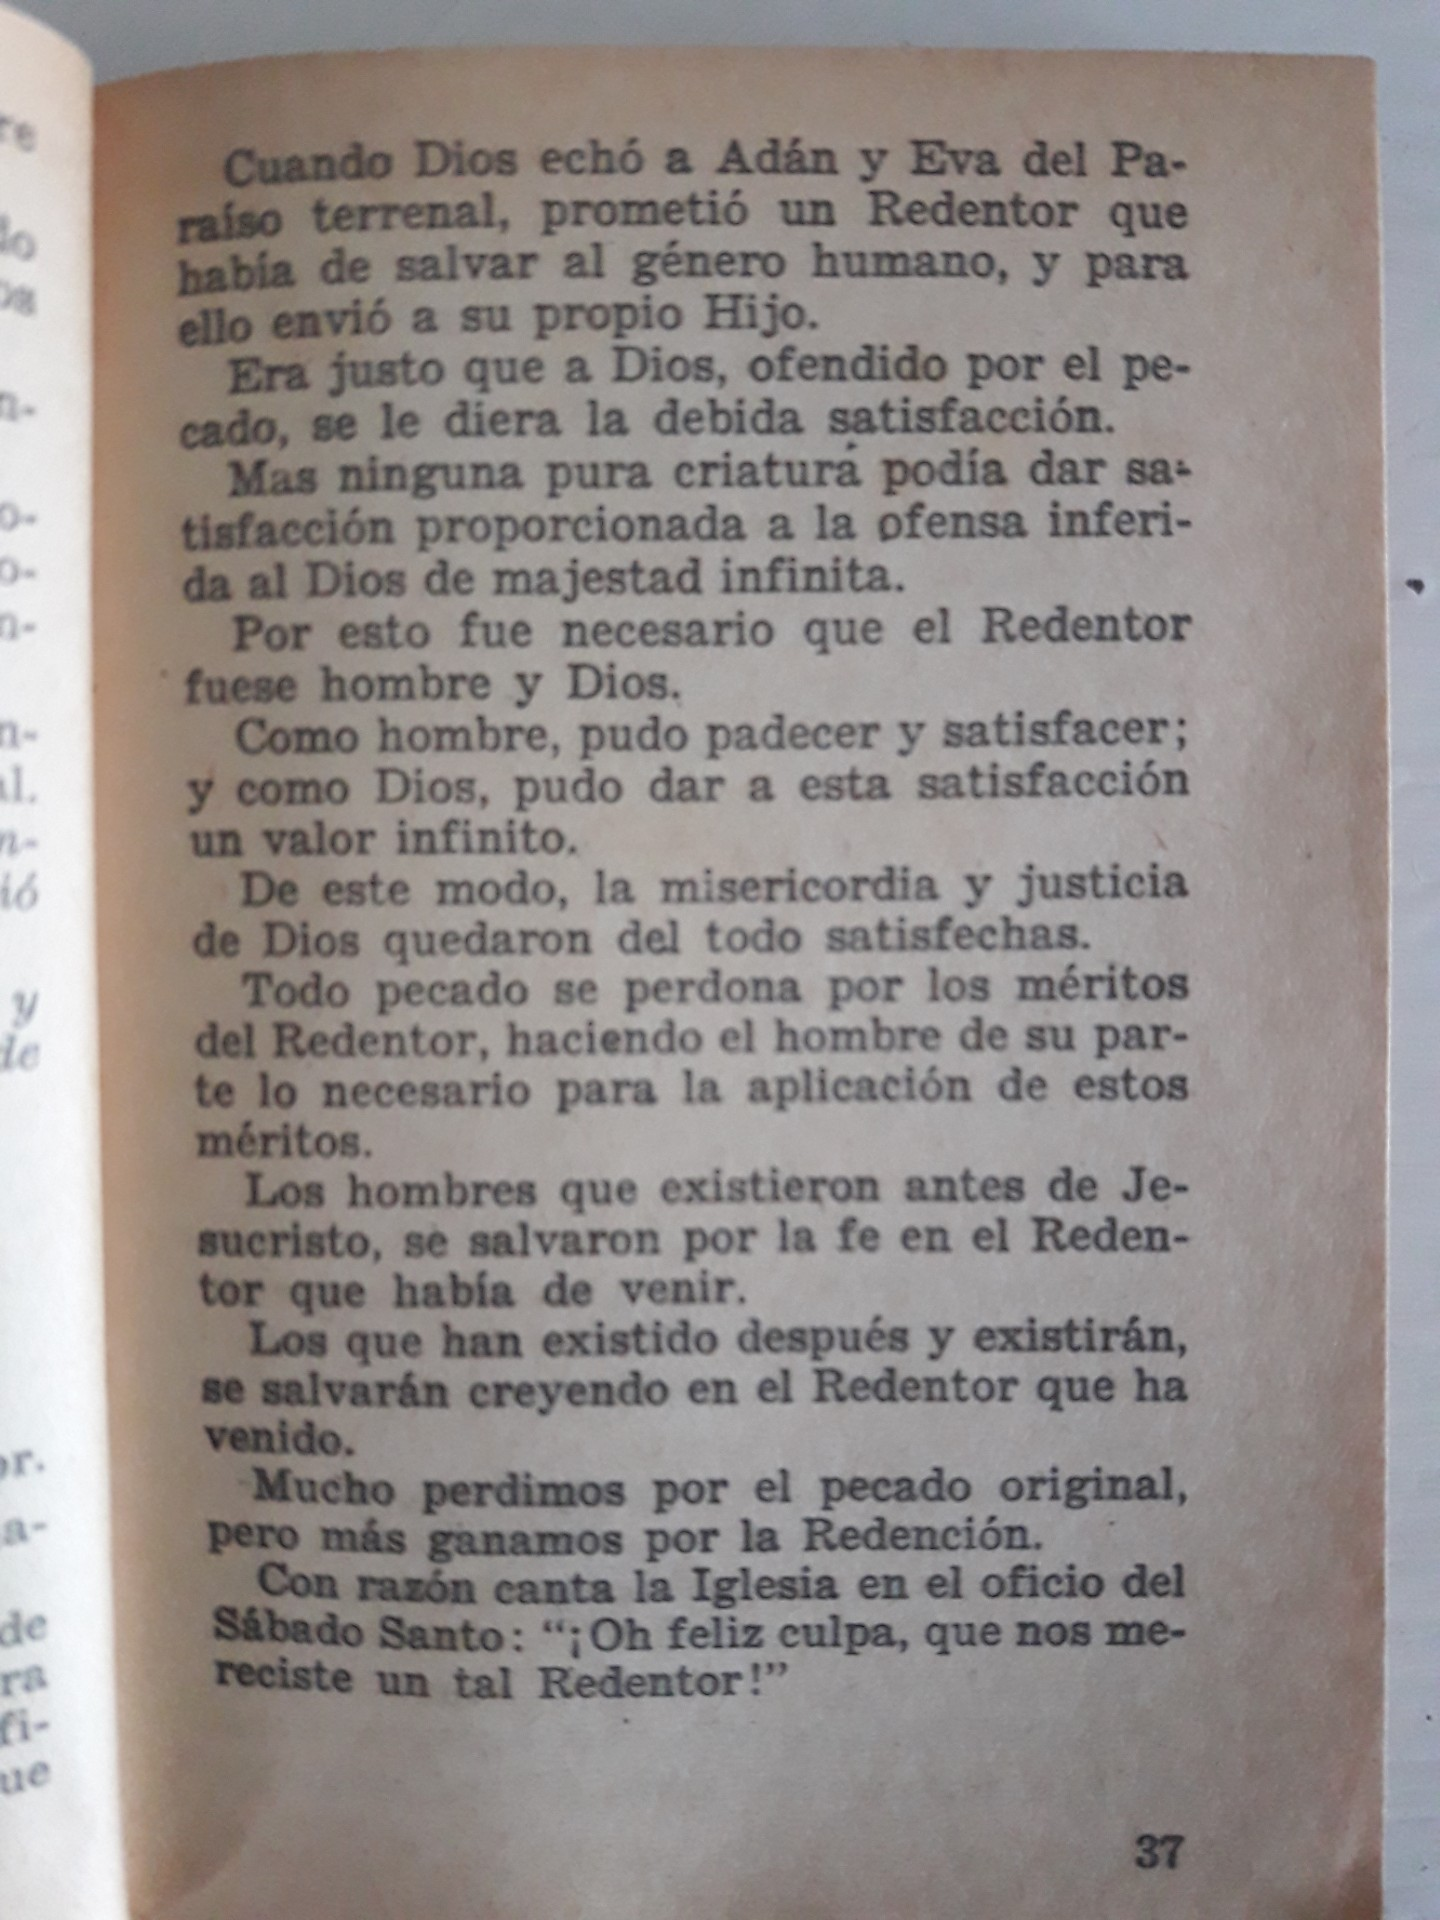 Cuando Dios echó a Adán y Eva del Pa-
raíso terrenal, prometió un Redentor que
había de salvar al género humano, y para
ello envió a su propio Hijo.
Era justo que a Dios, ofendido por el pe-
cado, se le diera la debida satisfacción.
Mas ninguna pura criatura podía dar sa-
tisfacción proporcionada a la ofensa inferi-
da al Dios de majestad infinita.
Por esto fue necesario que el Redentor
fuese hombre y Dios.
Como hombre, pudo padecer y satisfacer;
y como Dios, pudo dar a esta satisfacción
un valor infinito.
De este modo, la misericordia y justicia
de Dios quedaron del todo satisfechas.
Todo pecado se perdona por los méritos
del Redentor, haciendo el hombre de su par-
te lo necesario para la aplicación de estos
méritos.
Los hombres que existieron antes de Je-
sucristo, se salvaron por la fe en el Reden-
tor que había de venir.
Los que han existido después y existirán,
se salvarán creyendo en el Redentor que ha
venido.
Mucho perdimos por el pecado original,
pero más ganamos por la Redención.
Con razón canta la Iglesia en el oficio del
Sábado Santo: “¡Oh feliz culpa, que nos me-
reciste un tal Redentor!”
37